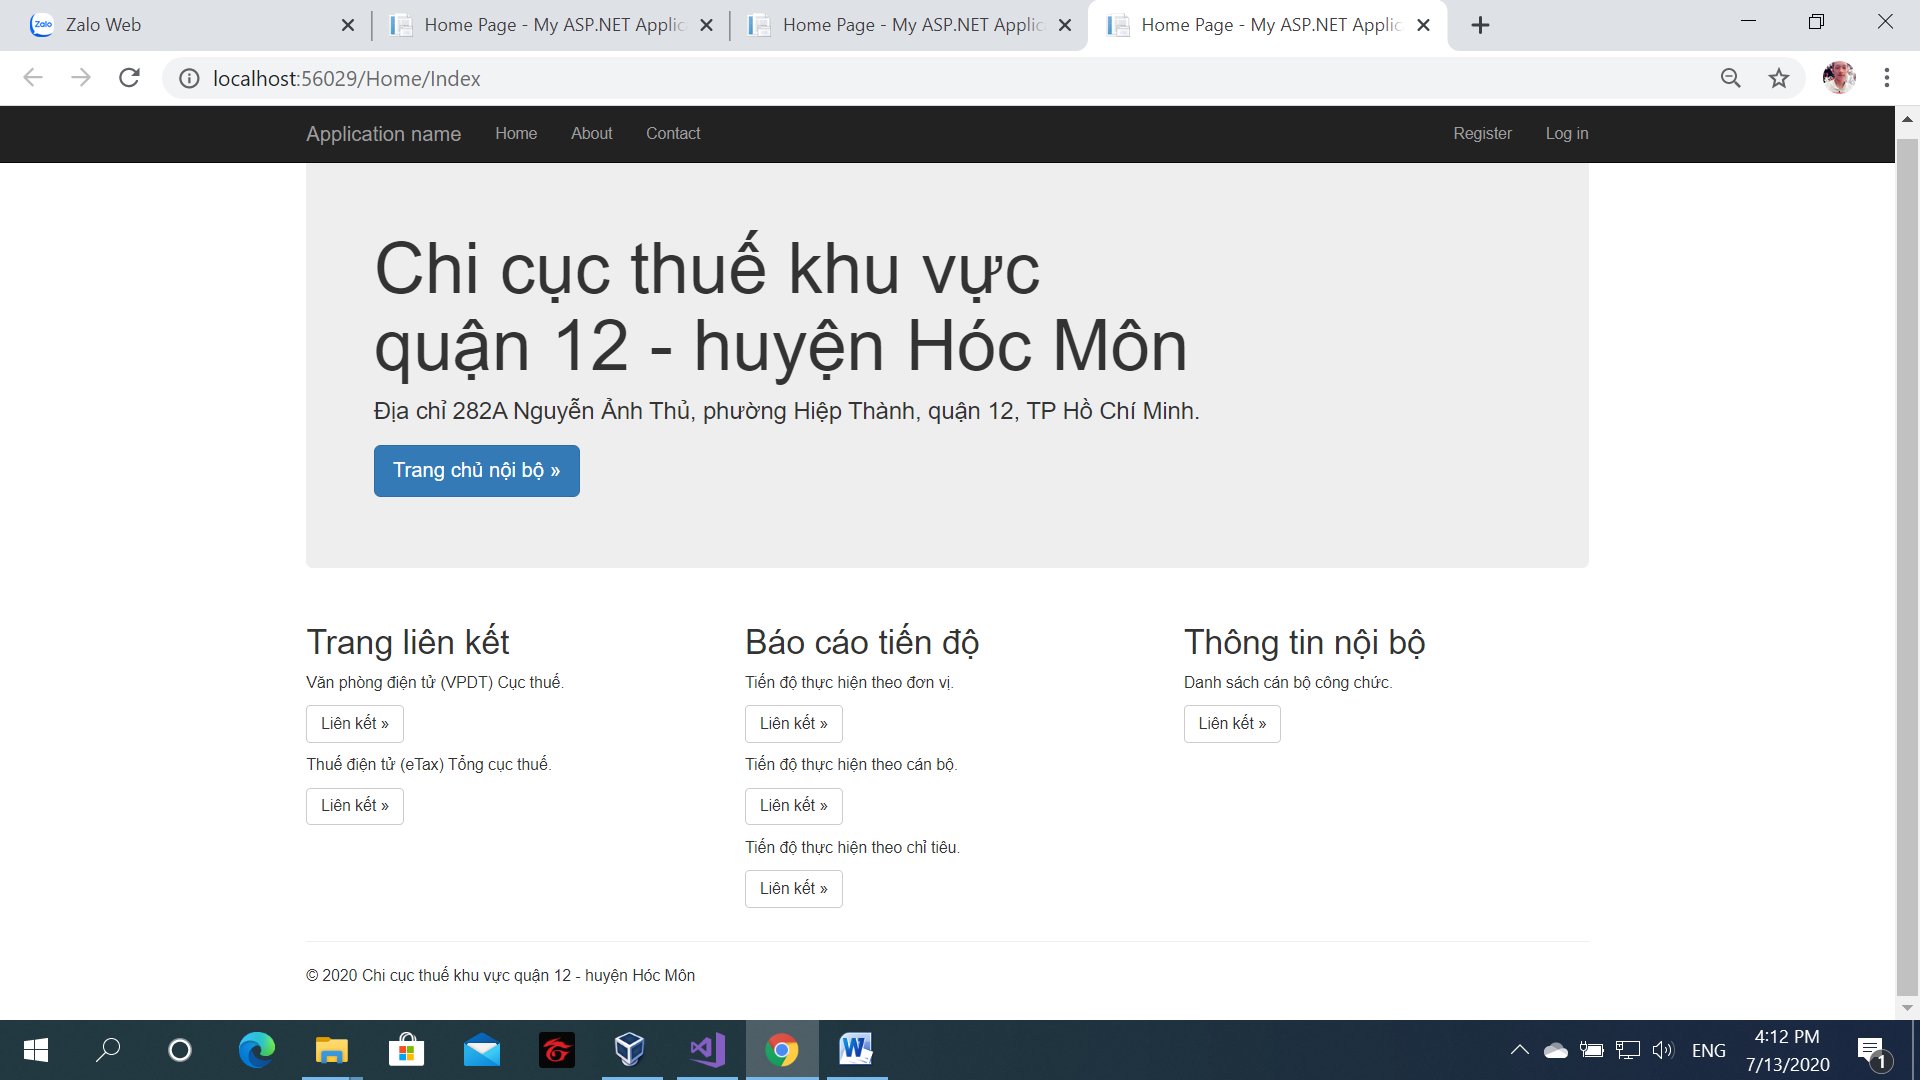 Zalo Web
Home Page - My ASP.NET Applic
Home Page - My ASP.NET Applic
Home Page - My ASP.NET Applic
localhost:56029/Home/Index
Application name Home About Contact Register Log in
Chi cục thuế khu vực
quận 12 - huyện Hóc Môn
Địa chỉ 282A Nguyễn Ảnh Thủ, phường Hiệp Thành, quận 12, TP Hồ Chí Minh.
Trang chủ nội bộ »
Trang liên kết
Văn phòng điện tử (VPDT) Cục thuế.
Liên kết »
Thuế điện tử (eTax) Tổng cục thuế.
Liên kết »
Báo cáo tiến độ
Tiến độ thực hiện theo đơn vị.
Liên kết »
Tiến độ thực hiện theo cán bộ.
Liên kết »
Tiến độ thực hiện theo chỉ tiêu.
Liên kết »
Thông tin nội bộ
Danh sách cán bộ công chức.
Liên kết »
© 2020 Chi cục thuế khu vực quận 12 - huyện Hóc Môn
ENG
4:12 PM
7/13/2020
1